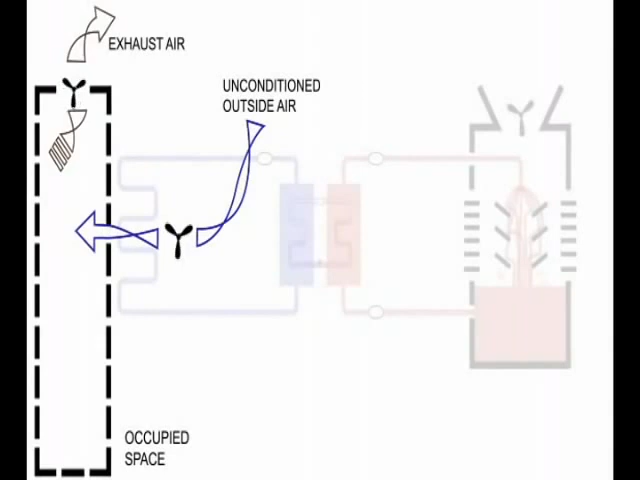 EXHAUST AIR
UNCONDITIONED
OUTSIDE AIR
OCCUPIED
SPACE